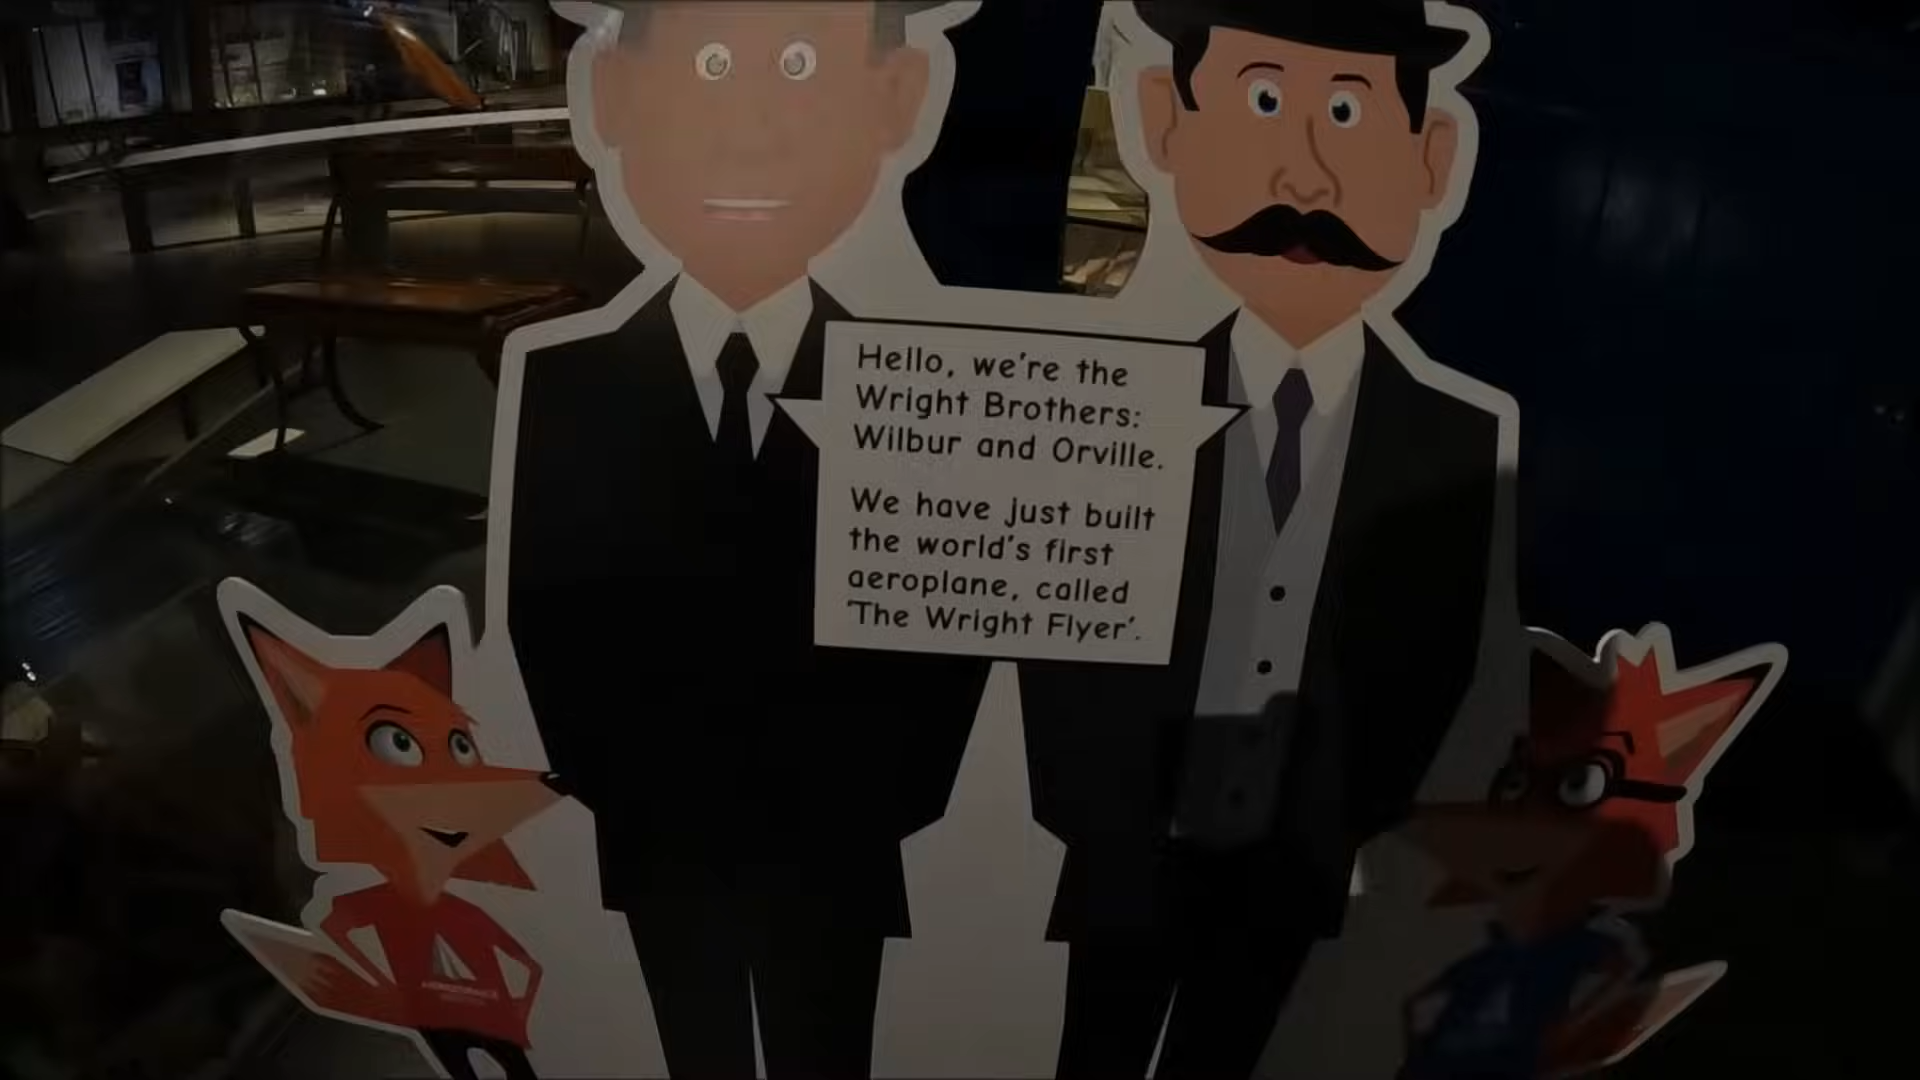 Hello, we're the
Wright Brothers:
Wilbur and Orville.
We have just built
the world's first
aeroplane, called
'The Wright Flyer'.